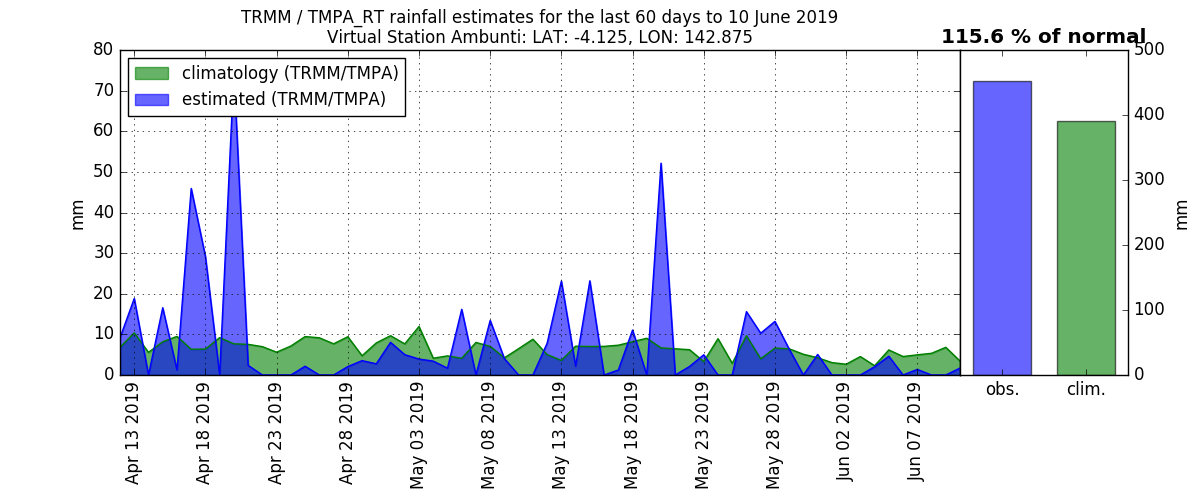 TRMM / TMPA_RT rainfall estimates for the last 60 days to 10 June 2019
Virtual Station Ambunti: LAT: -4.125, LON: 142.875
115.6 % of normal
climatology (TRMM/TMPA)
estimated (TRMM/TMPA)
mm
80
70
60
50
40
30
20
10
0
Apr 13 2019
Apr 18 2019
Apr 23 2019
Apr 28 2019
May 03 2019
May 08 2019
May 13 2019
May 18 2019
May 23 2019
May 28 2019
Jun 02 2019
Jun 07 2019
obs.
clim.
500
400
300
200
100
0
mm